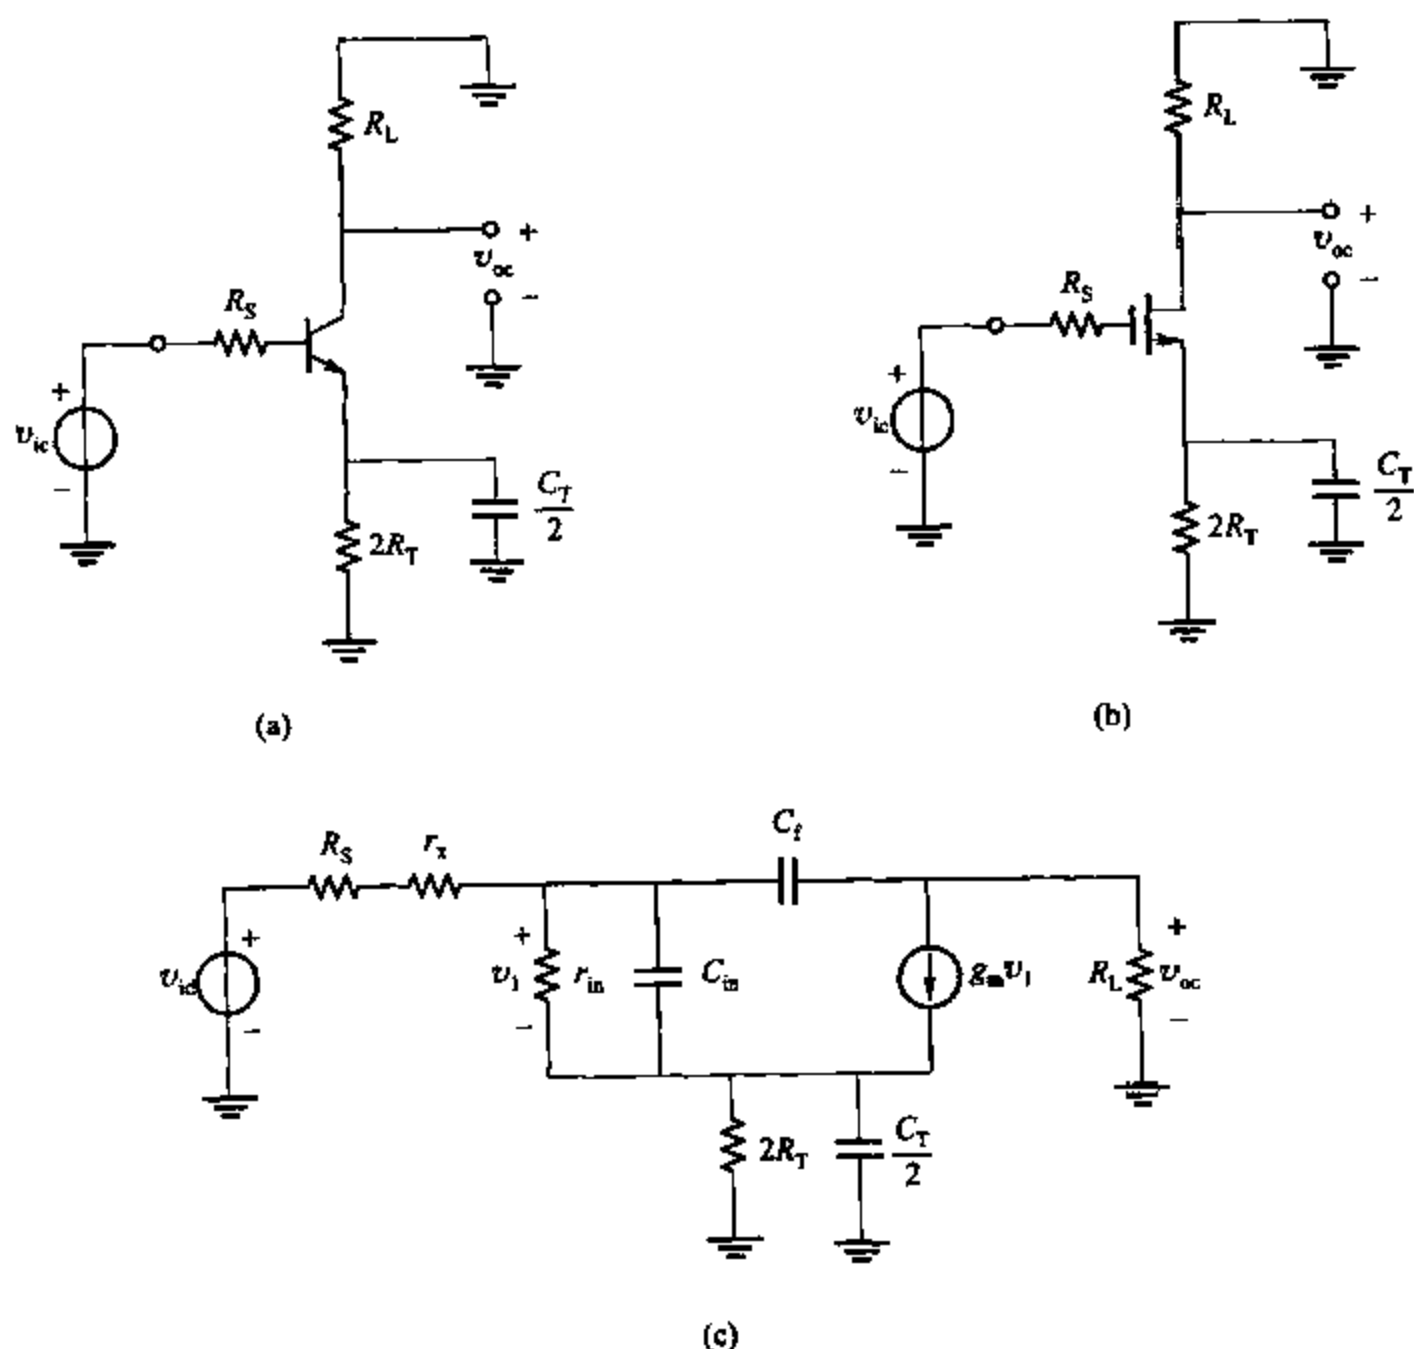 R_L
+
v_oc
−
R_S
+
v_ic
−
C_T
2
2R_T
(a)
R_L
+
v_oc
−
R_S
+
v_ic
−
C_T
2
2R_T
(b)
C_f
R_S
r_x
+
v_ic
−
+
v_1
−
r_in
C_in
g_m v_1
R_L
+
v_oc
−
2R_T
C_T
2
(c)